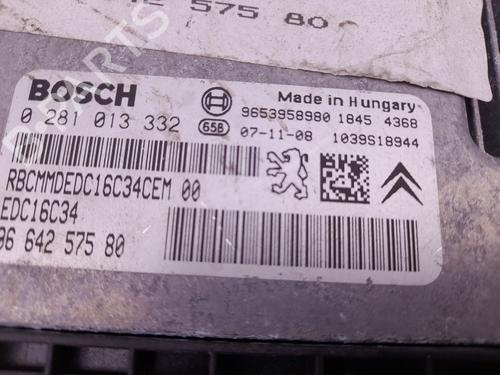 42 575 80
BOSCH
Made in Hungary
0 281 013 332
9653958980 1845 4368
658
07-11-08 1039S18944
RBCMMDEDC16C34CEM 00
EDC16C34
96 642 575 80